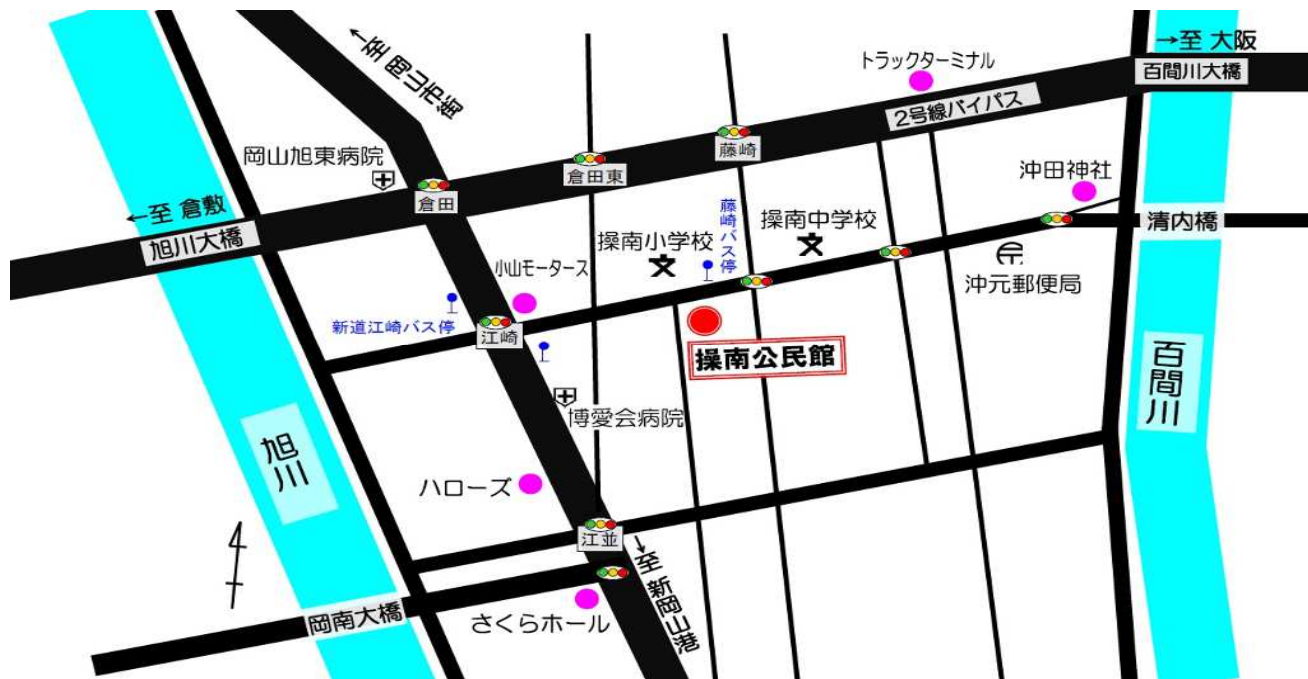 →至 大阪
百間川大橋
←至 岡山市街
トラックターミナル
2号線バイパス
藤崎
岡山旭東病院
倉田東
倉田
沖田神社
←至 倉敷
旭川大橋
清内橋
藤崎バス停
操南中学校
操南小学校
小山モータース
沖元郵便局
新道江崎バス停
江崎
操南公民館
百間川
博愛会病院
旭川
ハローズ
江並
→至 新岡山港
岡南大橋
さくらホール